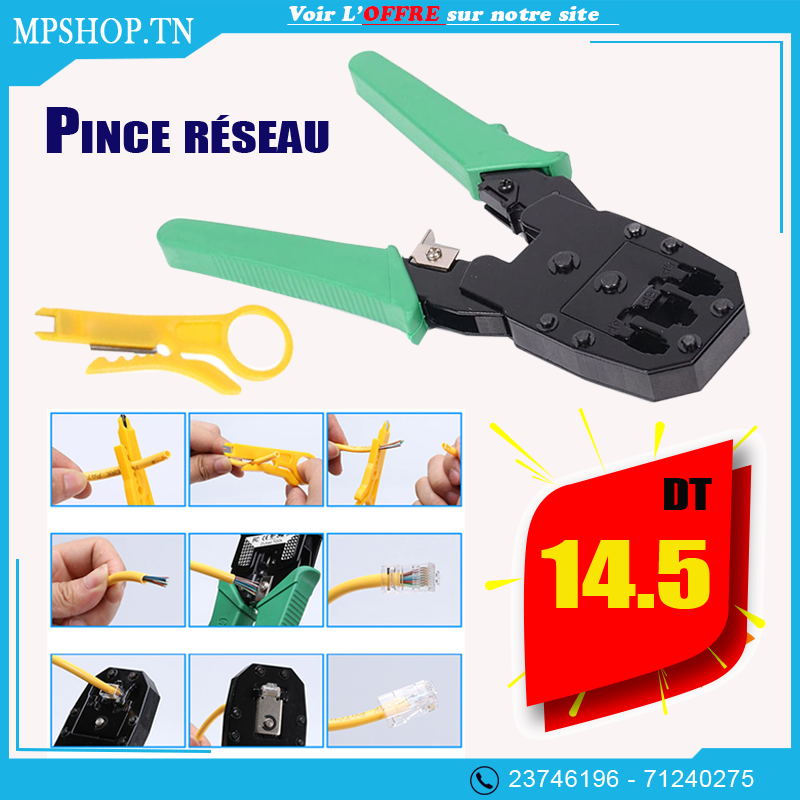 Voir L'OFFRE sur notre site
MPSHOP.TN
PINCE RÉSEAU
DT
14.5
23746196 - 71240275